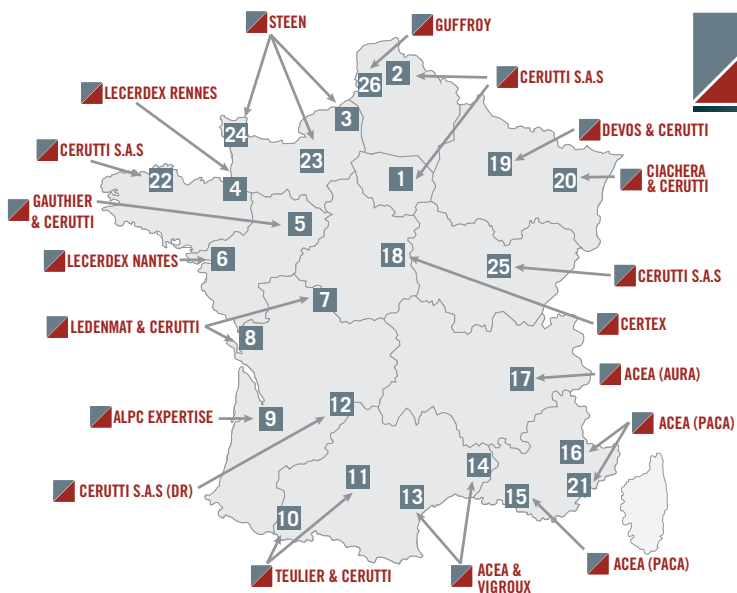 STEEN
GUFFROY
LECERDEX RENNES
CERUTTI S.A.S
26
2
3
24
23
DEVOS & CERUTTI
CERUTTI S.A.S
22
4
1
19
20
CIACHERA
& CERUTTI
GAUTHIER
& CERUTTI
5
LECERDEX NANTES
6
18
25
CERUTTI S.A.S
LEDENMAT & CERUTTI
7
8
CERTEX
17
ACEA (AURA)
ALPC EXPERTISE
9
12
ACEA (PACA)
16
CERUTTI S.A.S (DR)
11
14
13
15
21
10
TEULIER & CERUTTI
ACEA &
VIGROUX
ACEA (PACA)